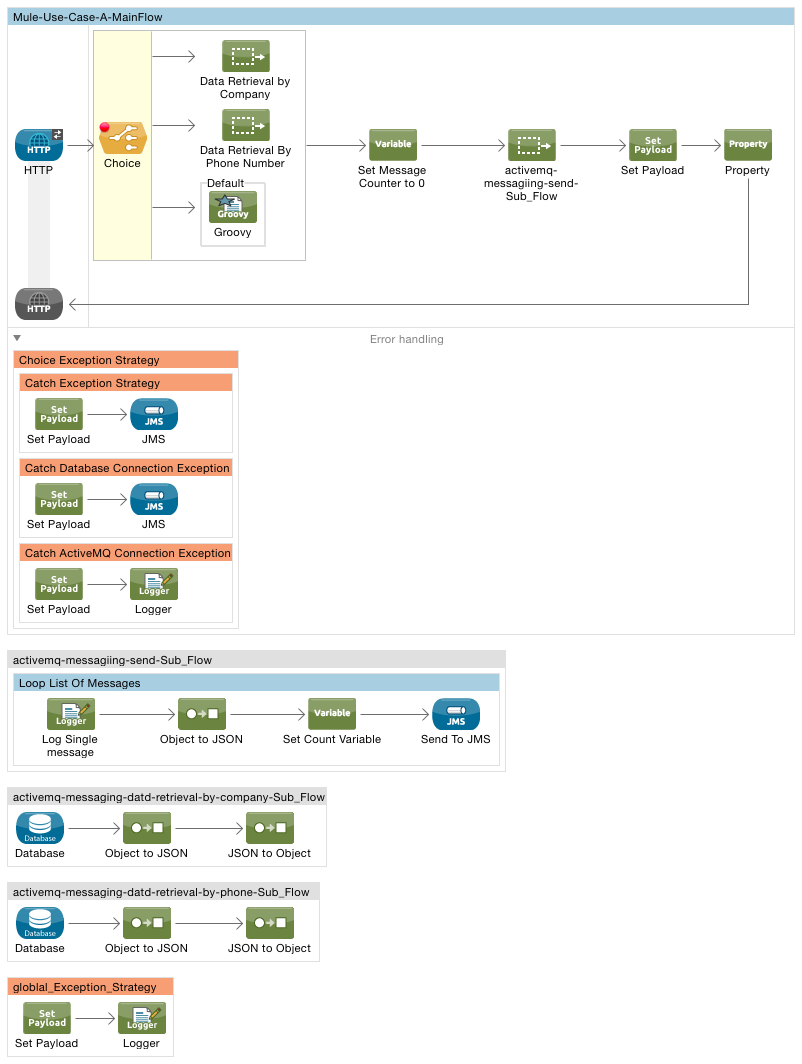 Mule-Use-Case-A-MainFlow
HTTP
HTTP
Choice
Data Retrieval by
Company
Data Retrieval By
Phone Number
Default
Groovy
Groovy
Variable
Set Message
Counter to 0
activemq-
messagiing-send-
Sub_Flow
Set
Payload
Set Payload
Property
Property
HTTP
Error handling
Choice Exception Strategy
Catch Exception Strategy
Set
Payload
Set Payload
JMS
JMS
Catch Database Connection Exception
Set
Payload
Set Payload
JMS
JMS
Catch ActiveMQ Connection Exception
Set
Payload
Set Payload
Logger
Logger
activemq-messagiing-send-Sub_Flow
Loop List Of Messages
Logger
Log Single
message
Object to JSON
Variable
Set Count Variable
JMS
Send To JMS
activemq-messaging-datd-retrieval-by-company-Sub_Flow
Database
Database
Object to JSON
JSON to Object
activemq-messaging-datd-retrieval-by-phone-Sub_Flow
Database
Database
Object to JSON
JSON to Object
globlal_Exception_Strategy
Set
Payload
Set Payload
Logger
Logger